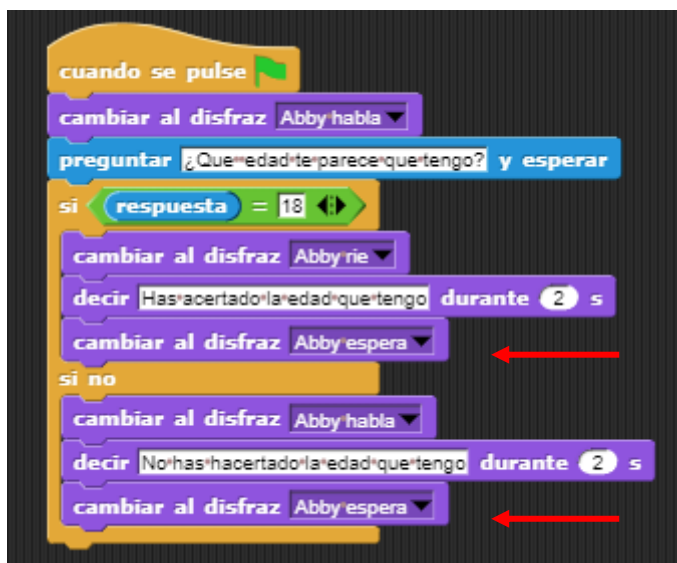 cuando se pulse
cambiar al disfraz Abby habla
preguntar ¿Que edad te parece que tengo? y esperar
si respuesta = 18
cambiar al disfraz Abby rie
decir Has acertado la edad que tengo durante 2 s
cambiar al disfraz Abby espera
si no
cambiar al disfraz Abby habla
decir No has hacertado la edad que tengo durante 2 s
cambiar al disfraz Abby espera